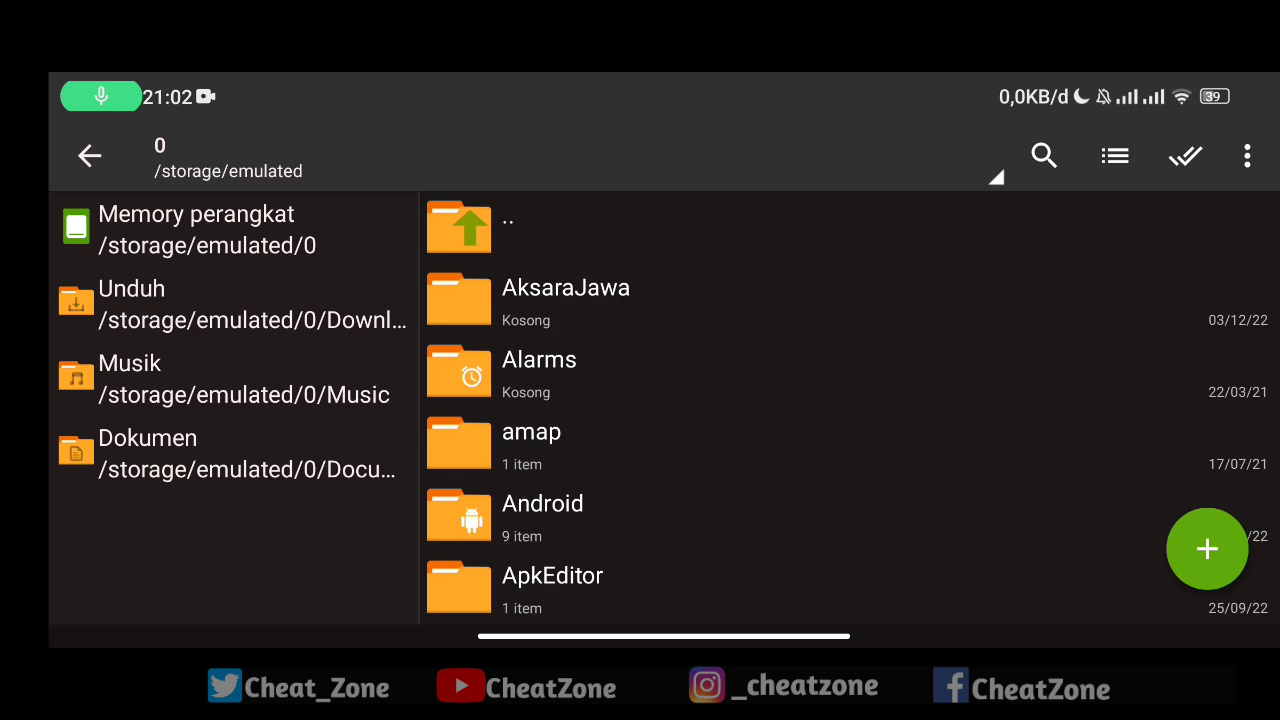 21:02
0,0KB/d
39
0
/storage/emulated
Memory perangkat
/storage/emulated/0
Unduh
/storage/emulated/0/Downl...
Musik
/storage/emulated/0/Music
Dokumen
/storage/emulated/0/Docu...
..
AksaraJawa
Kosong
03/12/22
Alarms
Kosong
22/03/21
amap
1 item
17/07/21
Android
9 item
/22
ApkEditor
1 item
25/09/22
Cheat_Zone
CheatZone
_cheatzone
CheatZone